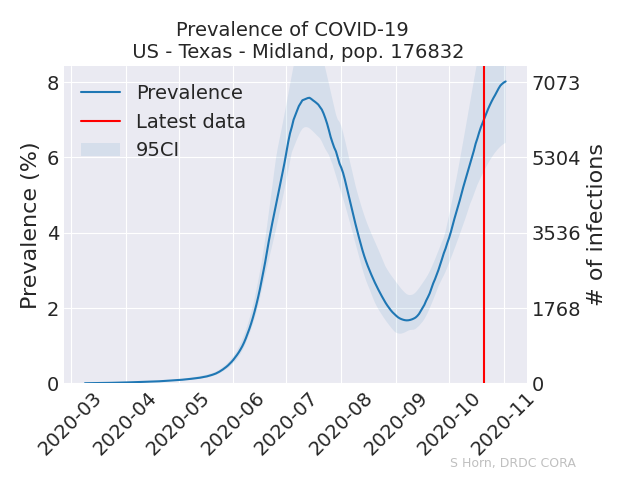 Prevalence of COVID-19
US - Texas - Midland, pop. 176832
Prevalence
Latest data
95CI
Prevalence (%)
8
6
4
2
0
7073
5304
3536
1768
0
# of infections
2020-03
2020-04
2020-05
2020-06
2020-07
2020-08
2020-09
2020-10
2020-11
S Horn, DRDC CORA